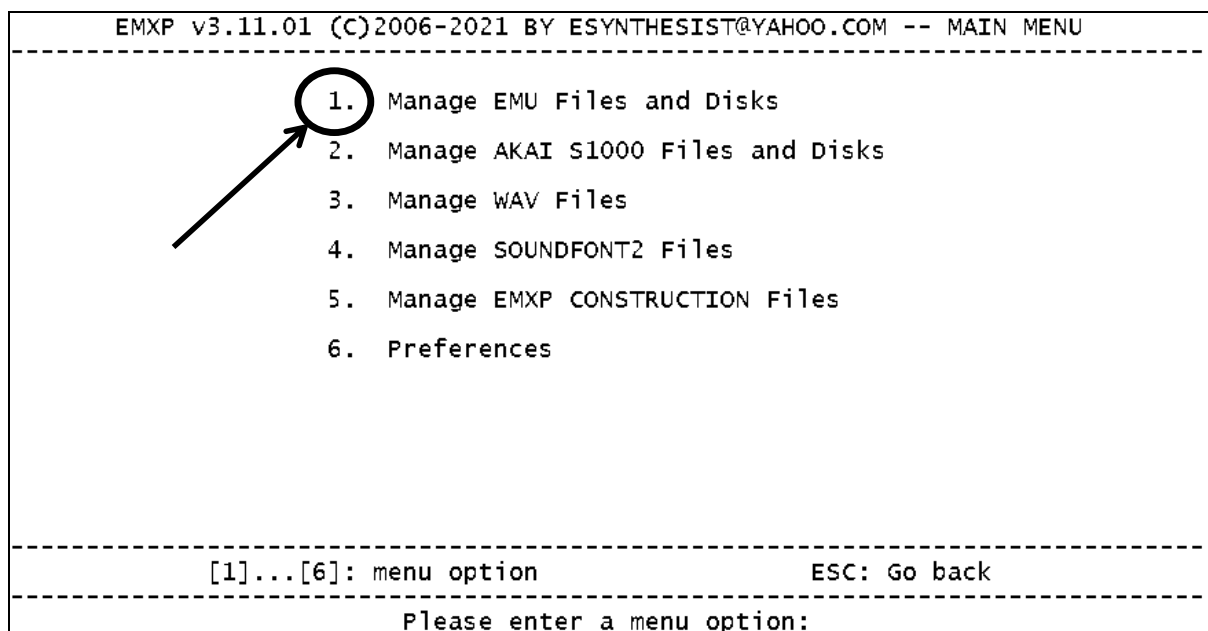 EMXP v3.11.01 (C)2006-2021 BY ESYNTHESIST@YAHOO.COM -- MAIN MENU
--------------------------------------------------------------------------------
1. Manage EMU Files and Disks
2. Manage AKAI S1000 Files and Disks
3. Manage WAV Files
4. Manage SOUNDFONT2 Files
5. Manage EMXP CONSTRUCTION Files
6. Preferences
--------------------------------------------------------------------------------
[1]...[6]: menu option ESC: Go back
--------------------------------------------------------------------------------
Please enter a menu option: